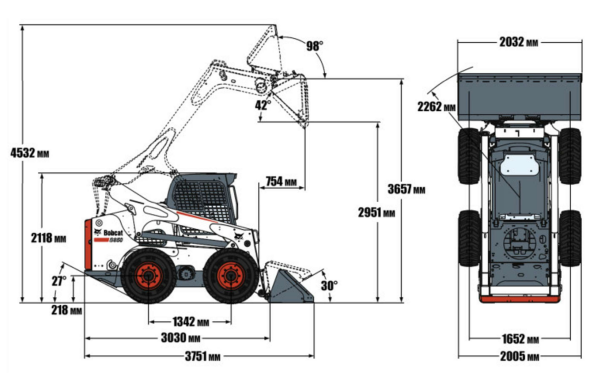 98°
2032 мм
2262 мм
42°
4532 мм
754 мм
3657 мм
2951 мм
2118 мм
Bobcat
S850
27°
30°
218 мм
1342 мм
3030 мм
3751 мм
1652 мм
2005 мм